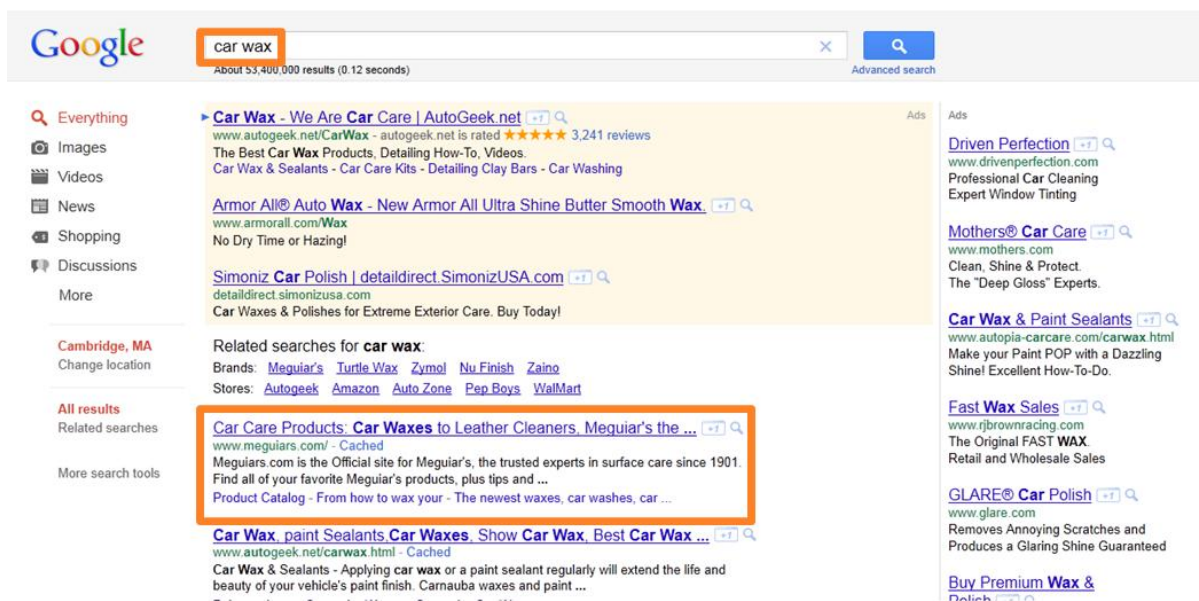 Google
car wax
About 53,400,000 results (0.12 seconds)
Advanced search
Everything
Images
Videos
News
Shopping
Discussions
More
Cambridge, MA
Change location
All results
Related searches
More search tools
Car Wax - We Are Car Care | AutoGeek.net +1
Ads
www.autogeek.net/CarWax - autogeek.net is rated ★★★★★ 3,241 reviews
The Best Car Wax Products, Detailing How-To, Videos.
Car Wax & Sealants - Car Care Kits - Detailing Clay Bars - Car Washing
Armor All® Auto Wax - New Armor All Ultra Shine Butter Smooth Wax. +1
www.armorall.com/Wax
No Dry Time or Hazing!
Simoniz Car Polish | detaildirect.SimonizUSA.com +1
detaildirect.simonizusa.com
Car Waxes & Polishes for Extreme Exterior Care. Buy Today!
Related searches for car wax:
Brands: Meguiar's Turtle Wax Zymol Nu Finish Zaino
Stores: Autogeek Amazon Auto Zone Pep Boys WalMart
Car Care Products: Car Waxes to Leather Cleaners, Meguiar's the ... +1
www.meguiars.com/ - Cached
Meguiars.com is the Official site for Meguiar's, the trusted experts in surface care since 1901.
Find all of your favorite Meguiar's products, plus tips and ...
Product Catalog - From how to wax your - The newest waxes, car washes, car ...
Car Wax, paint Sealants,Car Waxes, Show Car Wax, Best Car Wax ... +1
www.autogeek.net/carwax.html - Cached
Car Wax & Sealants - Applying car wax or a paint sealant regularly will extend the life and
beauty of your vehicle's paint finish. Carnauba waxes and paint ...
Ads
Driven Perfection +1
www.drivenperfection.com
Professional Car Cleaning
Expert Window Tinting
Mothers® Car Care +1
www.mothers.com
Clean, Shine & Protect.
The "Deep Gloss" Experts.
Car Wax & Paint Sealants +1
www.autopia-carcare.com/carwax.html
Make your Paint POP with a Dazzling
Shine! Excellent How-To-Do.
Fast Wax Sales +1
www.rjbrownracing.com
The Original FAST WAX.
Retail and Wholesale Sales
GLARE® Car Polish +1
www.glare.com
Removes Annoying Scratches and
Produces a Glaring Shine Guaranteed
Buy Premium Wax &
Polish +1